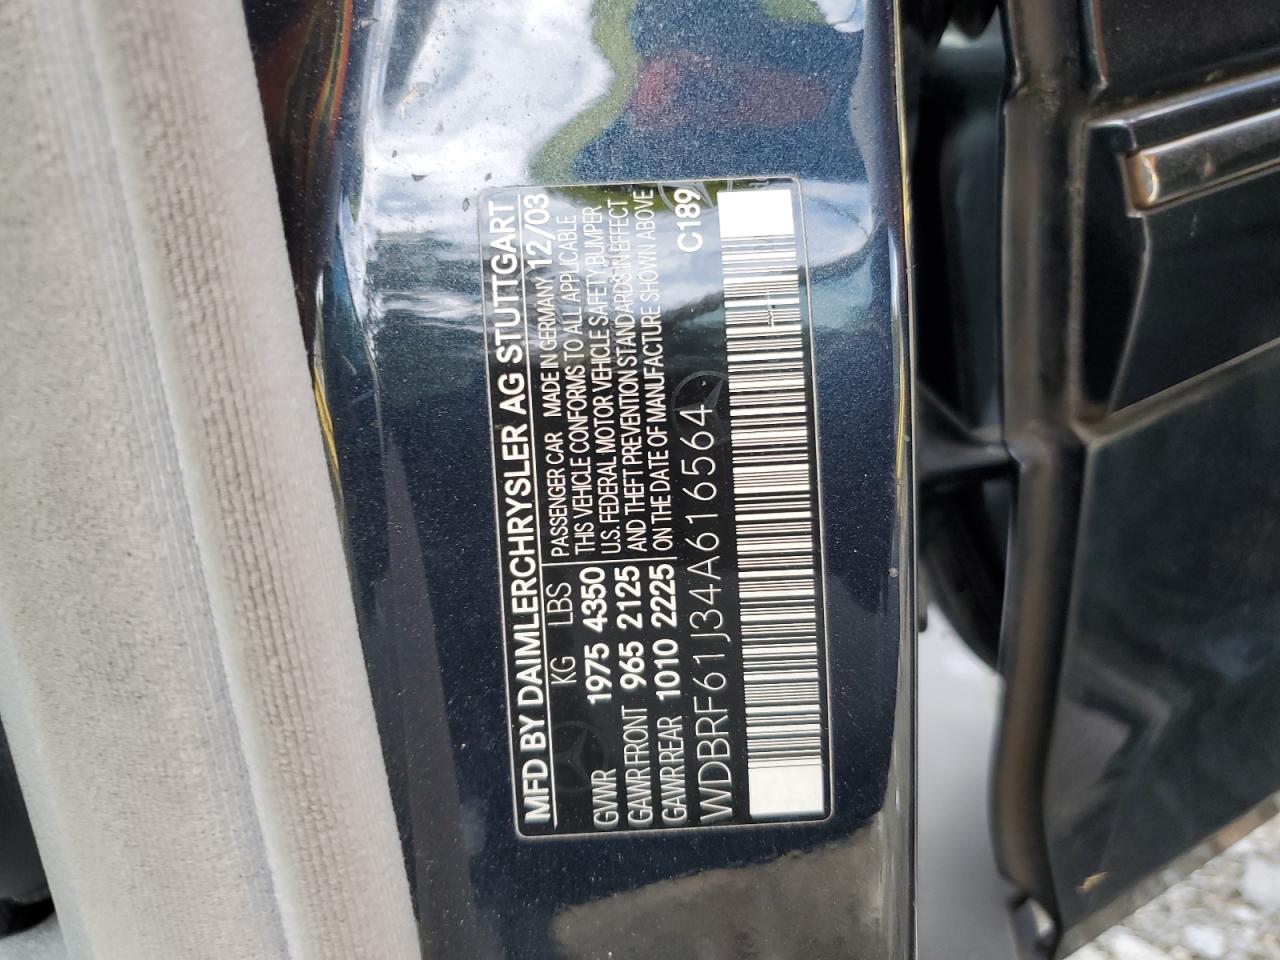 MFD BY DAIMLERCHRYSLER AG STUTTGART
KG LBS PASSENGER CAR MADE IN GERMANY 12/03
GVWR 1975 4350 THIS VEHICLE CONFORMS TO ALL APPLICABLE
U.S. FEDERAL MOTOR VEHICLE SAFETY, BUMPER
GAWR FRONT 965 2125 AND THEFT PREVENTION STANDARDS IN EFFECT
GAWR REAR 1010 2225 ON THE DATE OF MANUFACTURE SHOWN ABOVE
WDBRF61J34A616564 C189